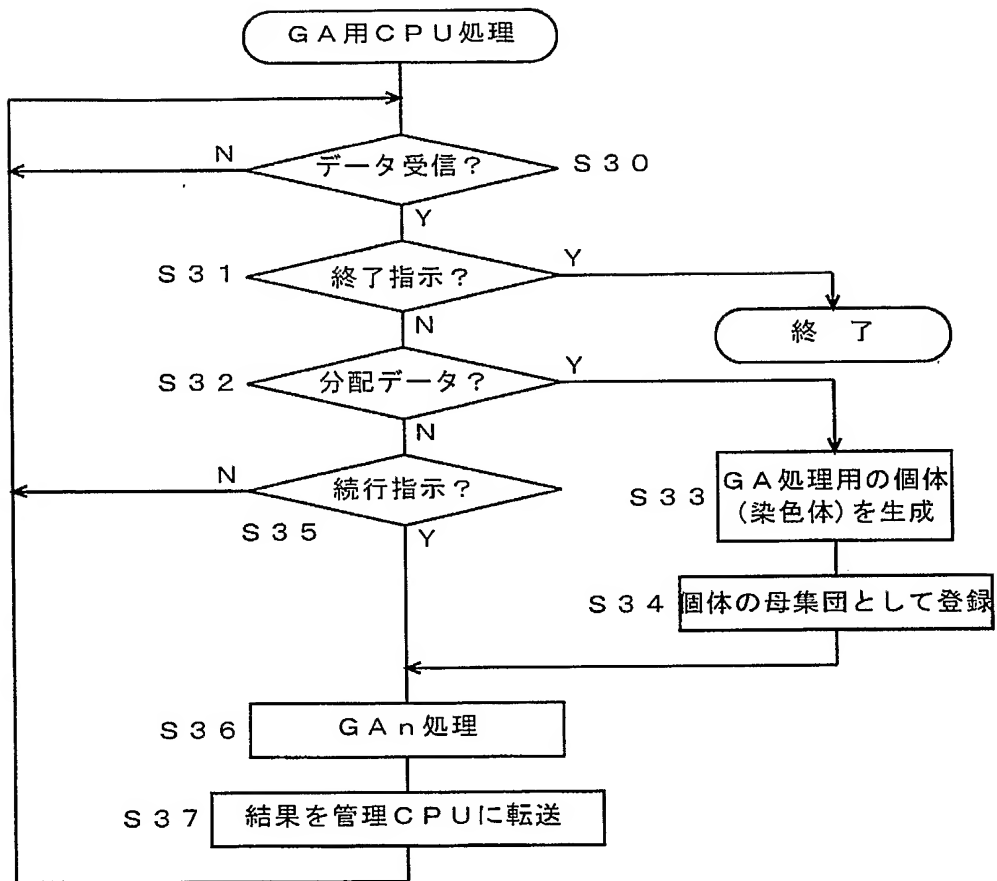 GA用CPU処理
データ受信?
S30
N
Y
S31
終了指示?
Y
N
終 了
S32
分配データ?
Y
N
続行指示?
N
S35
Y
S33
GA処理用の個体
(染色体)を生成
S34
個体の母集団として登録
S36
GAn処理
S37
結果を管理CPUに転送